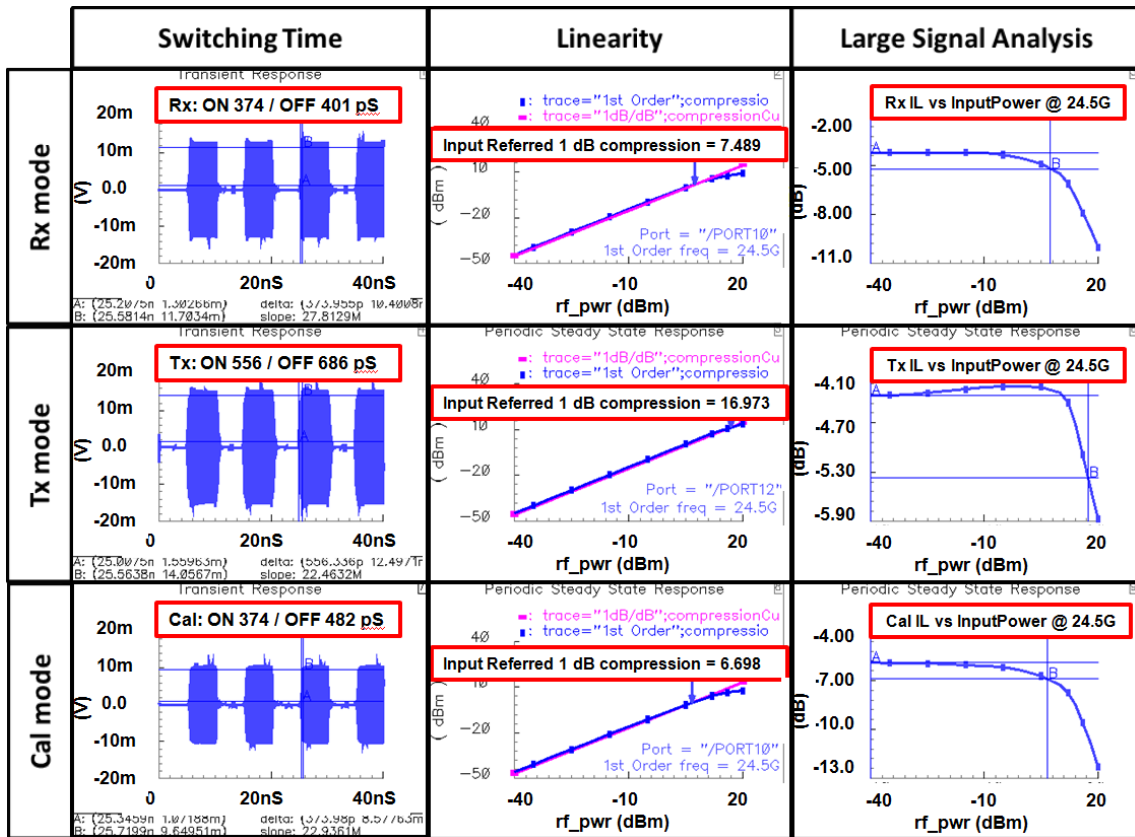 Switching Time
Linearity
Large Signal Analysis
Rx mode
Transient Response
Rx: ON 374 / OFF 401 pS
20m
10m
0.0
-10m
-20m
(V)
B
A
0
20nS
40nS
A: (25.2075n 1.30266m)
delta: (373.955p 10.4008m
B: (25.5814n 11.7034m)
slope: 27.8129M
trace="1st Order";compressio
trace="1dB/dB";compressionCu
40
Input Referred 1 dB compression = 7.489
10
-20
-50
( dBm )
Port = "/PORT10"
1st Order freq = 24.5G
-40
-10
20
rf_pwr (dBm)
Rx IL vs InputPower @ 24.5G
-2.00
-5.00
-8.00
-11.0
(dB)
A
B
-40
-10
20
rf_pwr (dBm)
Tx mode
Transient Response
Tx: ON 556 / OFF 686 pS
20m
10m
0.0
-10m
-20m
(V)
B
A
0
20nS
40nS
A: (25.0075n 1.55963m)
delta: (556.336p 12.4971m
B: (25.5638n 14.0567m)
slope: 22.4632M
Periodic Steady State Response
trace="1dB/dB";compressionCu
trace="1st Order";compressio
40
Input Referred 1 dB compression = 16.973
10
-20
-50
( dBm )
Port = "/PORT12"
1st Order freq = 24.5G
-40
-10
20
rf_pwr (dBm)
Periodic Steady State Response
Tx IL vs InputPower @ 24.5G
-4.10
-4.70
-5.30
-5.90
(dB)
A
B
-40
-10
20
rf_pwr (dBm)
Cal mode
Transient Response
Cal: ON 374 / OFF 482 pS
20m
10m
0.0
-10m
-20m
(V)
B
A
0
20nS
40nS
A: (25.3459n 1.07188m)
delta: (373.98p 8.57763m
B: (25.7199n 9.64951m)
slope: 22.9361M
Periodic Steady State Response
trace="1dB/dB";compressionCu
trace="1st Order";compressio
40
Input Referred 1 dB compression = 6.698
10
-20
-50
( dBm )
Port = "/PORT10"
1st Order freq = 24.5G
-40
-10
20
rf_pwr (dBm)
Periodic Steady State Response
Cal IL vs InputPower @ 24.5G
-4.00
-7.00
-10.0
-13.0
(dB)
A
B
-40
-10
20
rf_pwr (dBm)